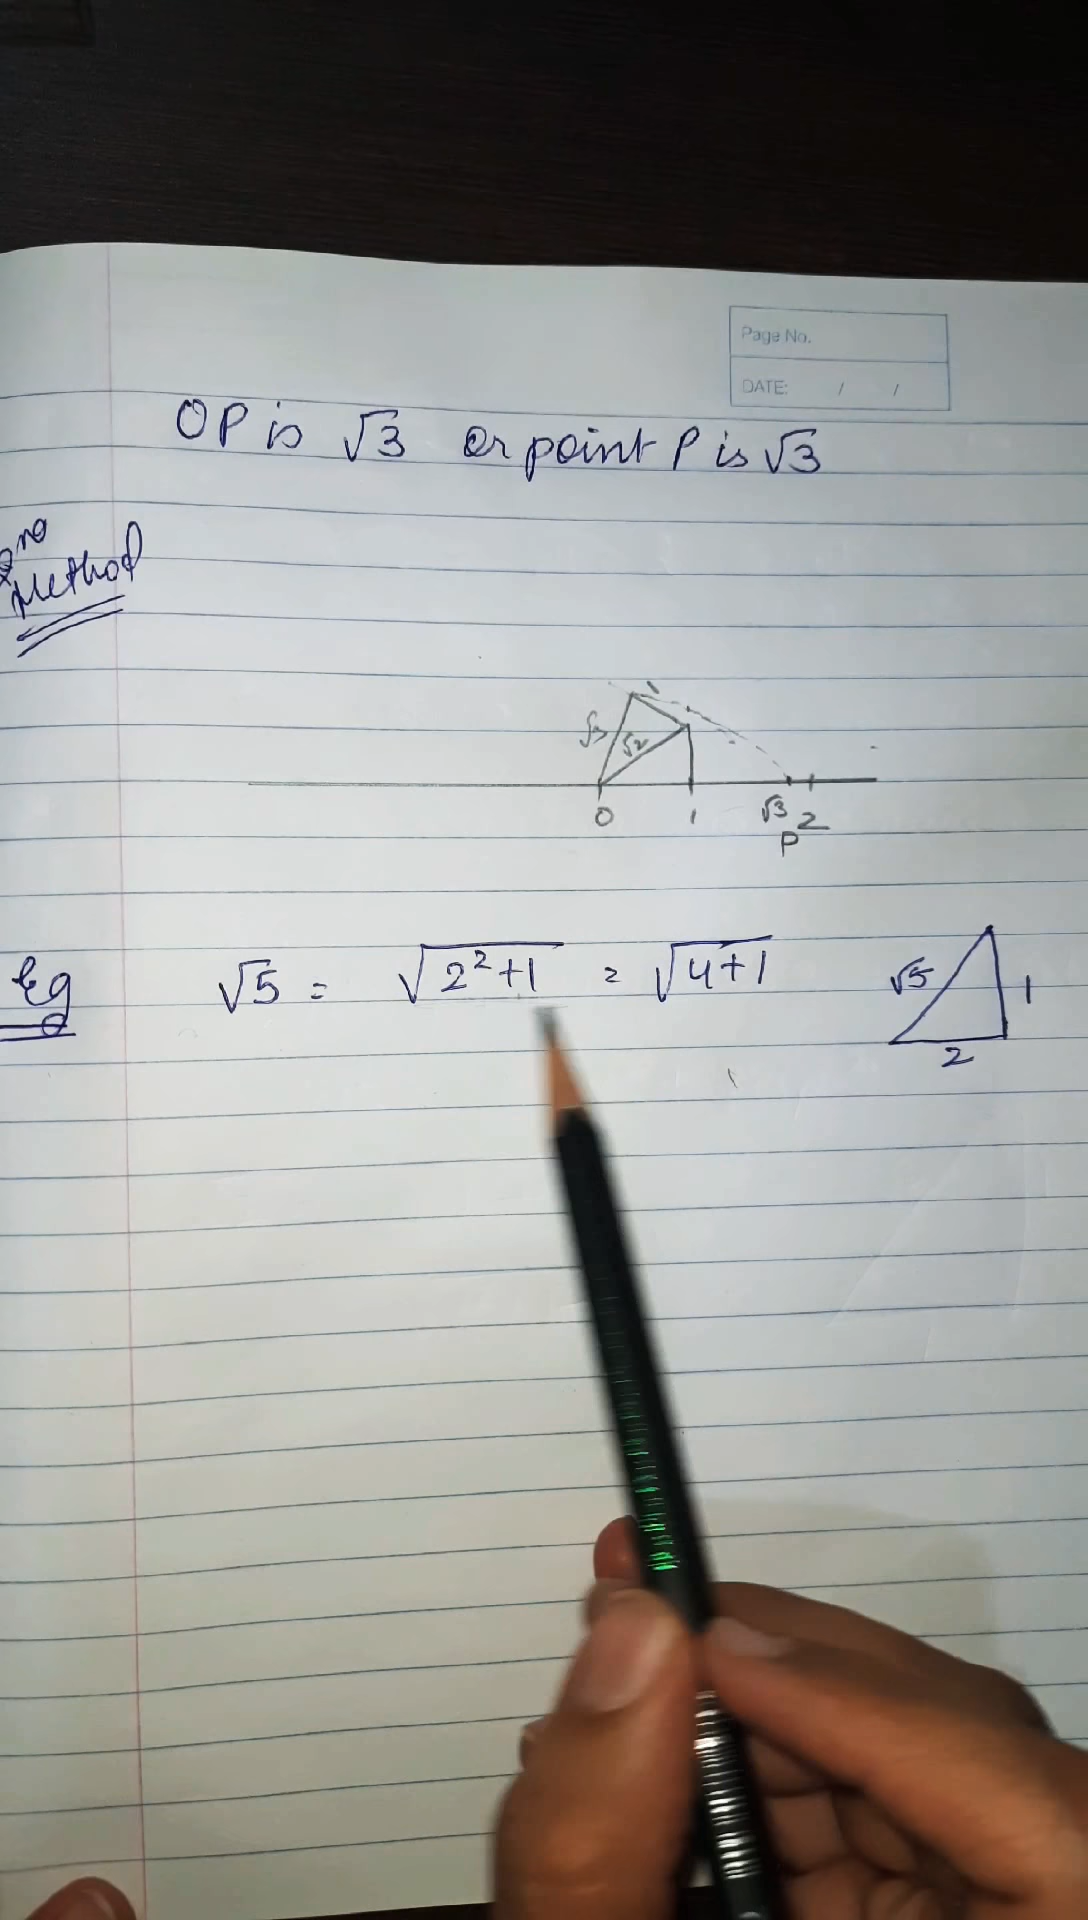 Page No.
DATE: / /
OP is √3 or point P is √3
2nd
Method
1
√3 √2
0 1 √3 2
P
Eg √5 = √(2²+1) = √(4+1)
√5 1
2